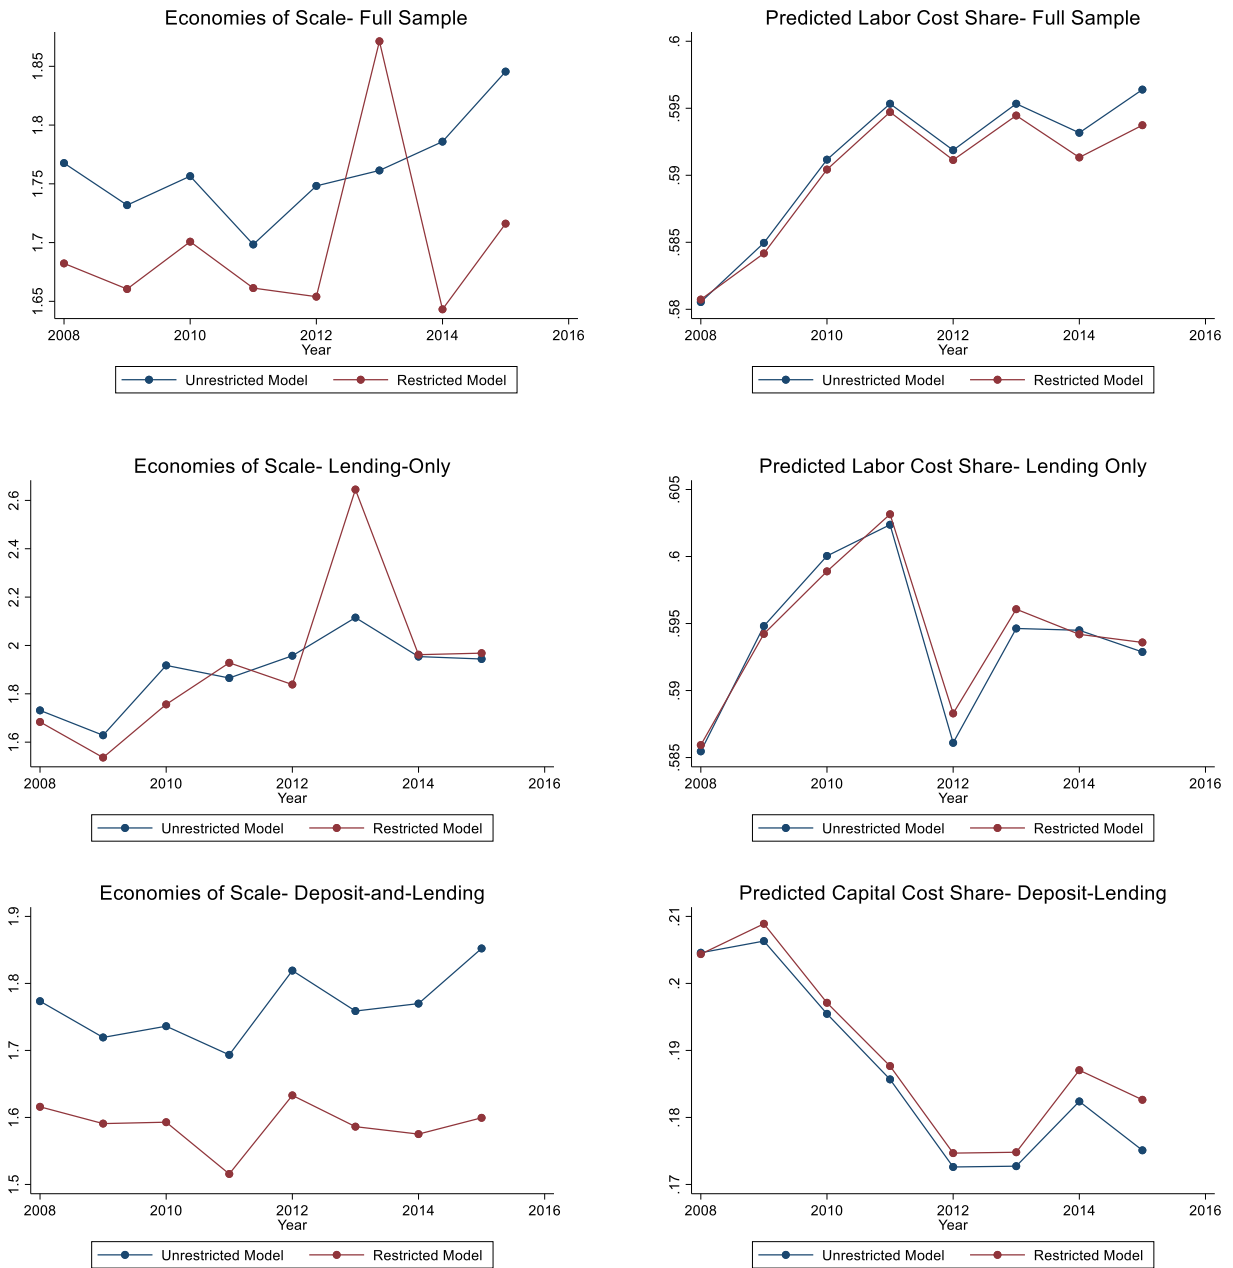 Economies of Scale- Full Sample
1.85
1.8
1.75
1.7
1.65
2008 2010 2012 2014 2016
Year
Unrestricted Model Restricted Model
Predicted Labor Cost Share- Full Sample
.6
.595
.59
.585
.58
2008 2010 2012 2014 2016
Year
Unrestricted Model Restricted Model
Economies of Scale- Lending-Only
2.6
2.4
2.2
2
1.8
1.6
2008 2010 2012 2014 2016
Year
Unrestricted Model Restricted Model
Predicted Labor Cost Share- Lending Only
.605
.6
.595
.59
.585
2008 2010 2012 2014 2016
Year
Unrestricted Model Restricted Model
Economies of Scale- Deposit-and-Lending
1.9
1.8
1.7
1.6
1.5
2008 2010 2012 2014 2016
Year
Unrestricted Model Restricted Model
Predicted Capital Cost Share- Deposit-Lending
.21
.2
.19
.18
.17
2008 2010 2012 2014 2016
Year
Unrestricted Model Restricted Model